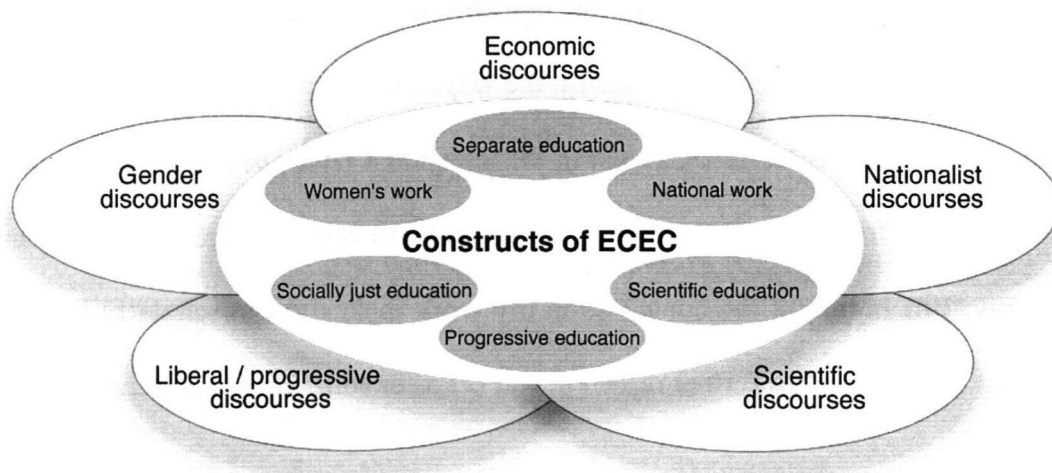 Economic
discourses
Separate education
Gender
discourses
Women's work
National work
Nationalist
discourses
Constructs of ECEC
Socially just education
Scientific education
Progressive education
Liberal / progressive
discourses
Scientific
discourses